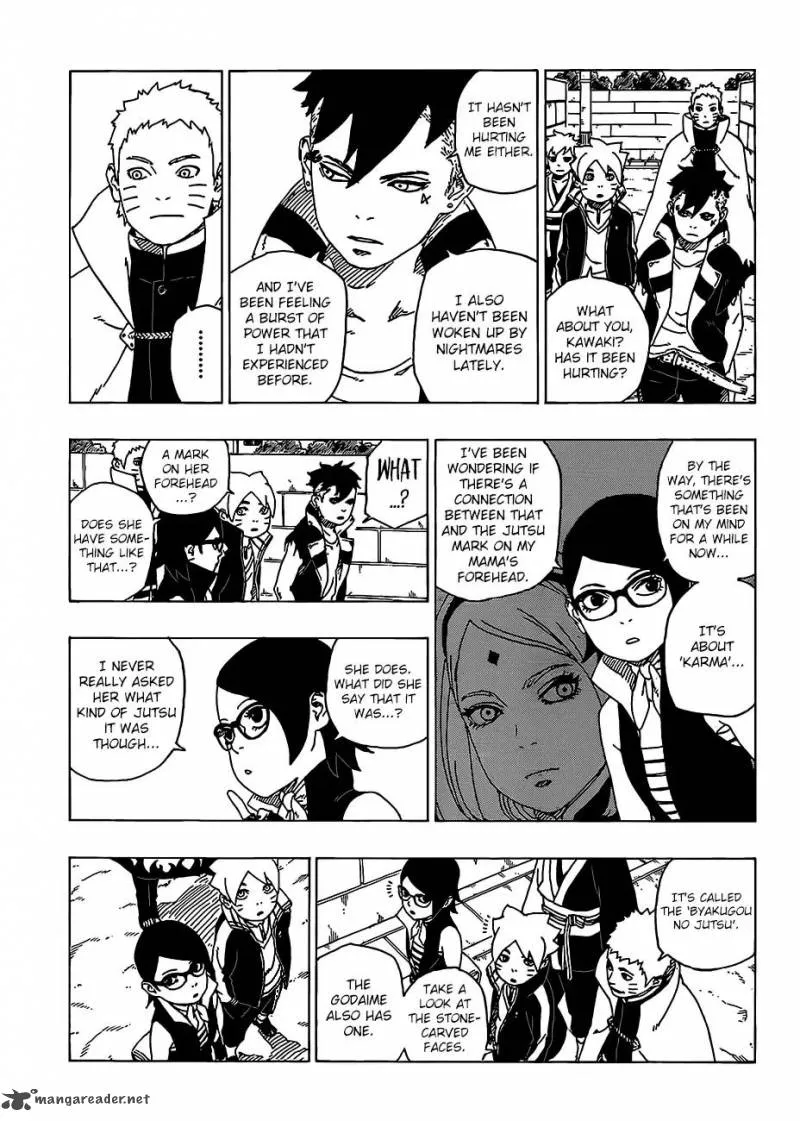 WHAT
ABOUT YOU,
KAWAKI?
HAS IT BEEN
HURTING?
IT HASN'T
BEEN
HURTING
ME EITHER.
I ALSO
HAVEN'T BEEN
WOKEN UP BY
NIGHTMARES
LATELY.
AND I'VE
BEEN FEELING
A BURST OF
POWER THAT
I HADN'T
EXPERIENCED
BEFORE.
........
BY THE
WAY, THERE'S
SOMETHING
THAT'S BEEN
ON MY MIND
FOR A WHILE
NOW...
IT'S
ABOUT
'KARMA'...
I'VE BEEN
WONDERING IF
THERE'S A
CONNECTION
BETWEEN THAT
AND THE JUTSU
MARK ON MY
MAMA'S
FOREHEAD.
WHAT
...?
A MARK
ON HER
FOREHEAD
...?
DOES SHE
HAVE SOME-
THING LIKE
THAT...?
SHE DOES.
WHAT DID SHE
SAY THAT IT
WAS...?
I NEVER
REALLY ASKED
HER WHAT
KIND OF JUTSU
IT WAS
THOUGH...
IT'S CALLED
THE 'BYAKUGOU
NO JUTSU'.
TAKE A
LOOK AT
THE STONE-
CARVED
FACES.
THE
GODAIME
ALSO HAS
ONE.
mangareader.net